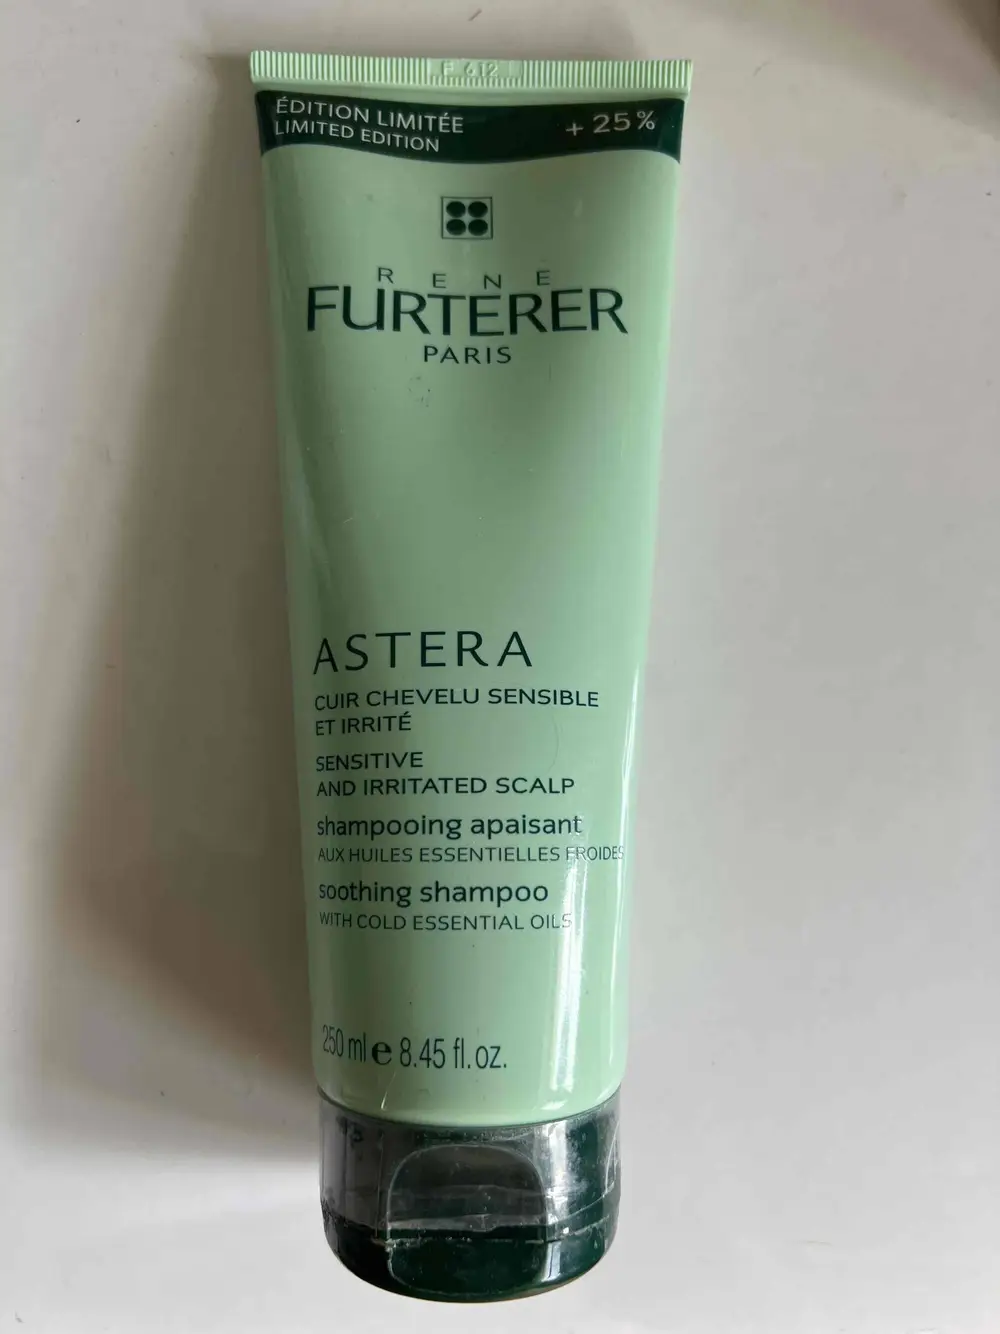 F 612
ÉDITION LIMITÉE
LIMITED EDITION
+ 25%
RENE
FURTERER
PARIS
ASTERA
CUIR CHEVELU SENSIBLE
ET IRRITÉ
SENSITIVE
AND IRRITATED SCALP
shampooing apaisant
AUX HUILES ESSENTIELLES FROIDES
soothing shampoo
WITH COLD ESSENTIAL OILS
250 ml e 8.45 fl.oz.